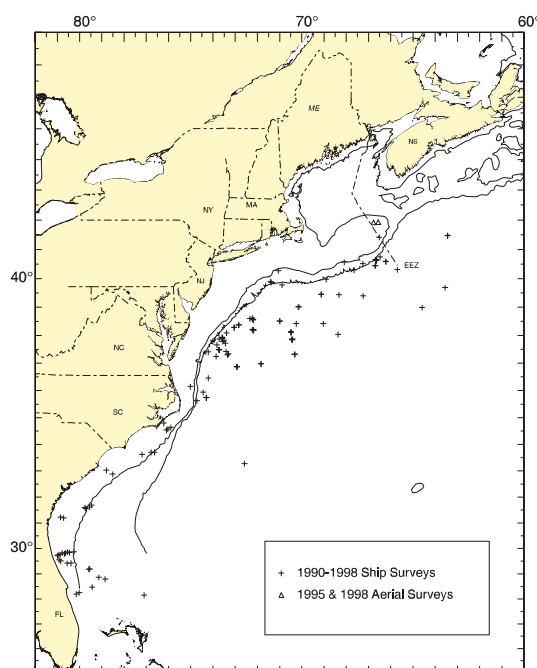 80° 70° 60°
ME
NS
NY MA
EEZ
40°
NJ
NC
SC
30°
1990-1998 Ship Surveys
1995 & 1998 Aerial Surveys
FL